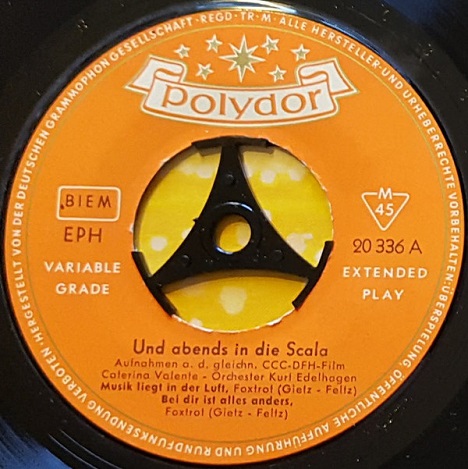 HERGESTELLT VON DER DEUTSCHEN GRAMMOPHON GESELLSCHAFT · REGD · TR · M · ALLE HERSTELLER- UND URHEBERRECHTE VORBEHALTEN · ÜBERSPIELUNG, ÖFFENTLICHE AUFFÜHRUNG UND RUNDFUNKSENDUNG VERBOTEN ·
Polydor
BIEM
EPH
VARIABLE
GRADE
M
45
20 336 A
EXTENDED
PLAY
Und abends in die Scala
Aufnahmen a. d. gleichn. CCC-DFH-Film
Caterina Valente - Orchester Kurt Edelhagen
Musik liegt in der Luft, Foxtrot (Gietz - Feltz)
Bei dir ist alles anders,
Foxtrot (Gietz - Feltz)